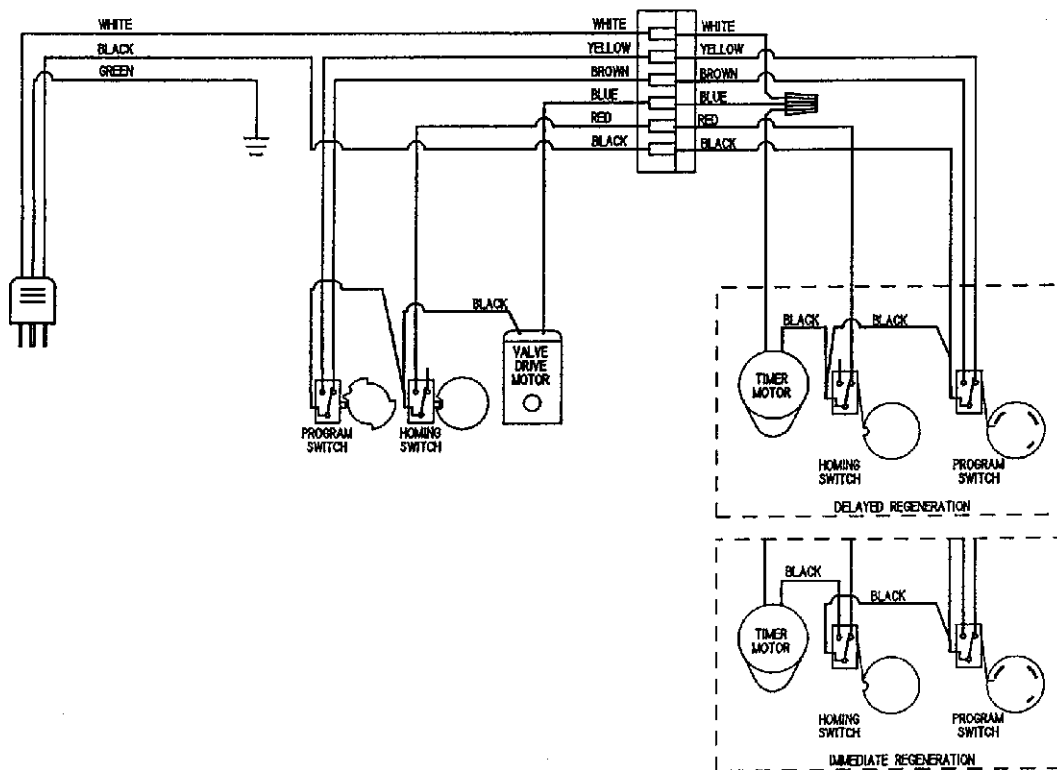 WHITE
WHITE
WHITE
BLACK
YELLOW
YELLOW
GREEN
BROWN
BROWN
BLUE
BLUE
RED
RED
BLACK
BLACK
BLACK
VALVE
DRIVE
MOTOR
PROGRAM
SWITCH
HOMING
SWITCH
BLACK
BLACK
TIMER
MOTOR
HOMING
SWITCH
PROGRAM
SWITCH
DELAYED REGENERATION
BLACK
BLACK
TIMER
MOTOR
HOMING
SWITCH
PROGRAM
SWITCH
IMMEDIATE REGENERATION